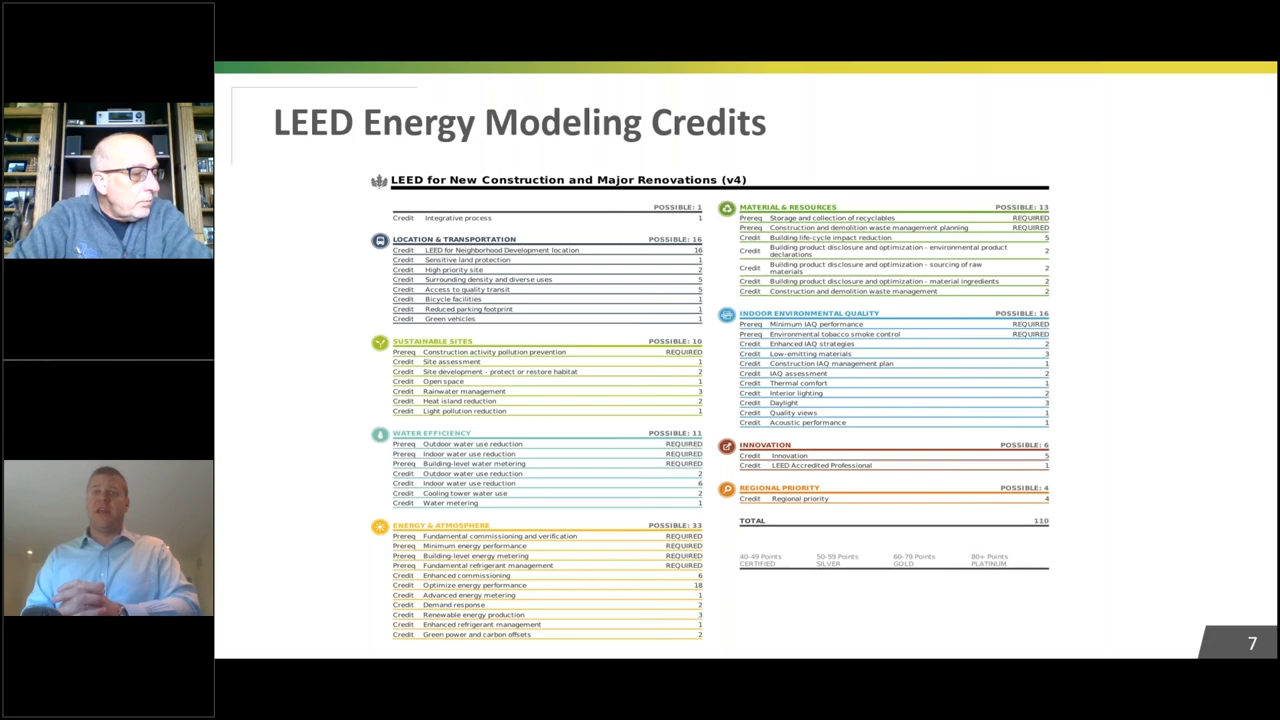 LEED Energy Modeling Credits
LEED for New Construction and Major Renovations (v4)
POSSIBLE: 1
Credit Integrative process 1
LOCATION & TRANSPORTATION POSSIBLE: 16
Credit LEED for Neighborhood Development location 16
Credit Sensitive land protection 1
Credit High priority site 2
Credit Surrounding density and diverse uses 5
Credit Access to quality transit 5
Credit Bicycle facilities 1
Credit Reduced parking footprint 1
Credit Green vehicles 1
SUSTAINABLE SITES POSSIBLE: 10
Prereq Construction activity pollution prevention REQUIRED
Credit Site assessment 1
Credit Site development - protect or restore habitat 2
Credit Open space 1
Credit Rainwater management 3
Credit Heat island reduction 2
Credit Light pollution reduction 1
WATER EFFICIENCY POSSIBLE: 11
Prereq Outdoor water use reduction REQUIRED
Prereq Indoor water use reduction REQUIRED
Prereq Building-level water metering REQUIRED
Credit Outdoor water use reduction 2
Credit Indoor water use reduction 6
Credit Cooling tower water use 2
Credit Water metering 1
ENERGY & ATMOSPHERE POSSIBLE: 33
Prereq Fundamental commissioning and verification REQUIRED
Prereq Minimum energy performance REQUIRED
Prereq Building-level energy metering REQUIRED
Prereq Fundamental refrigerant management REQUIRED
Credit Enhanced commissioning 6
Credit Optimize energy performance 18
Credit Advanced energy metering 1
Credit Demand response 2
Credit Renewable energy production 3
Credit Enhanced refrigerant management 1
Credit Green power and carbon offsets 2
MATERIAL & RESOURCES POSSIBLE: 13
Prereq Storage and collection of recyclables REQUIRED
Prereq Construction and demolition waste management planning REQUIRED
Credit Building life-cycle impact reduction 5
Credit Building product disclosure and optimization - environmental product 2
declarations
Credit Building product disclosure and optimization - sourcing of raw 2
materials
Credit Building product disclosure and optimization - material ingredients 2
Credit Construction and demolition waste management 2
INDOOR ENVIRONMENTAL QUALITY POSSIBLE: 16
Prereq Minimum IAQ performance REQUIRED
Prereq Environmental tobacco smoke control REQUIRED
Credit Enhanced IAQ strategies 2
Credit Low-emitting materials 3
Credit Construction IAQ management plan 1
Credit IAQ assessment 2
Credit Thermal comfort 1
Credit Interior lighting 2
Credit Daylight 3
Credit Quality views 1
Credit Acoustic performance 1
INNOVATION POSSIBLE: 6
Credit Innovation 5
Credit LEED Accredited Professional 1
REGIONAL PRIORITY POSSIBLE: 4
Credit Regional priority 4
TOTAL 110
40-49 Points 50-59 Points 60-79 Points 80+ Points
CERTIFIED SILVER GOLD PLATINUM
7